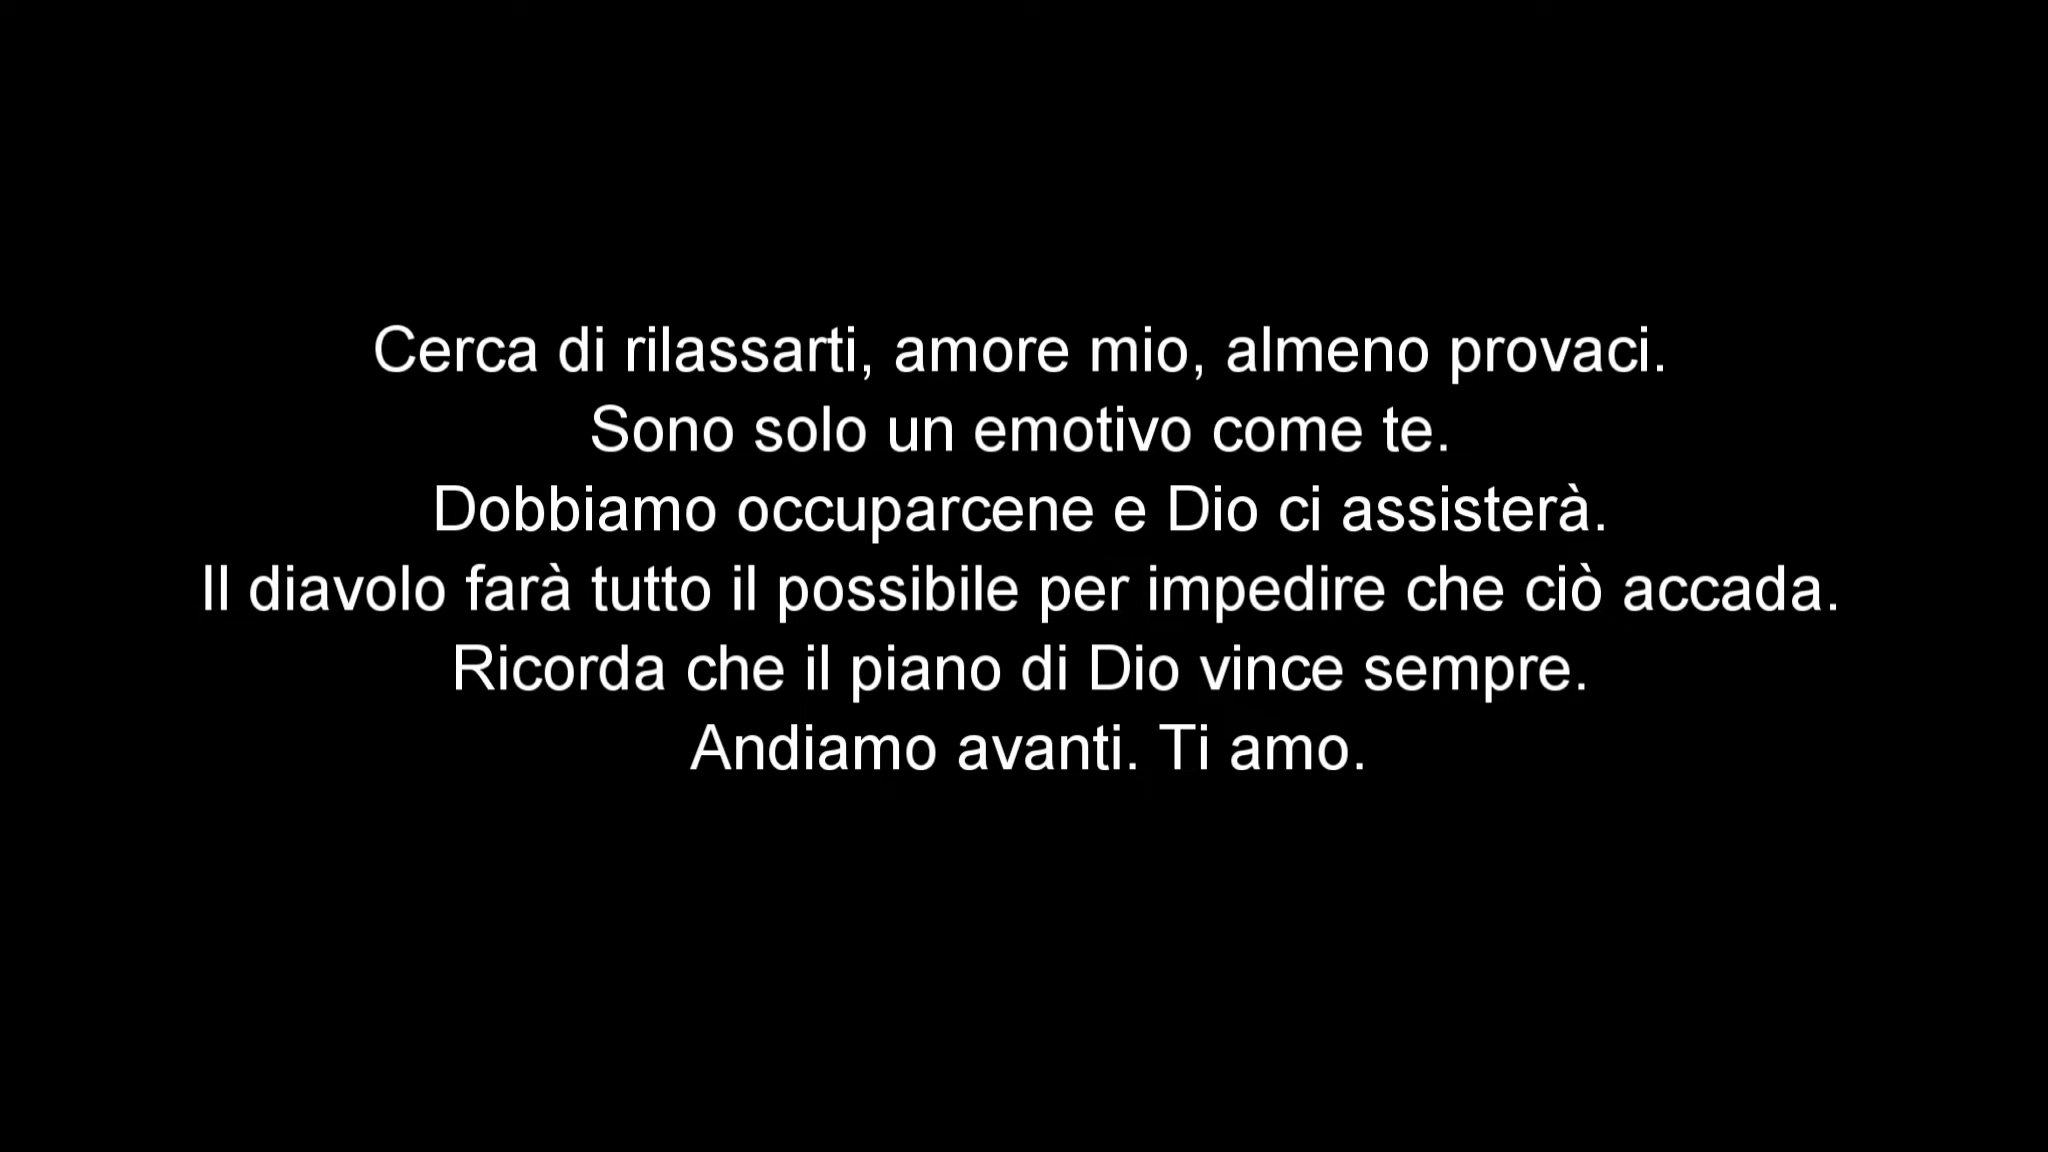 Cerca di rilassarti, amore mio, almeno provaci.
Sono solo un emotivo come te.
Dobbiamo occuparcene e Dio ci assisterà.
Il diavolo farà tutto il possibile per impedire che ciò accada.
Ricorda che il piano di Dio vince sempre.
Andiamo avanti. Ti amo.